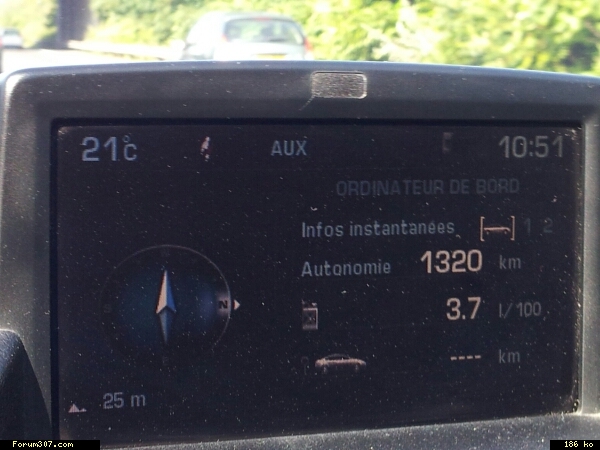 21°C AUX 10:51
ORDINATEUR DE BORD
Infos instantanées 1 2
Autonomie 1320 km
3.7 l/100
---- km
N
25 m
Forum307.com 186 ko